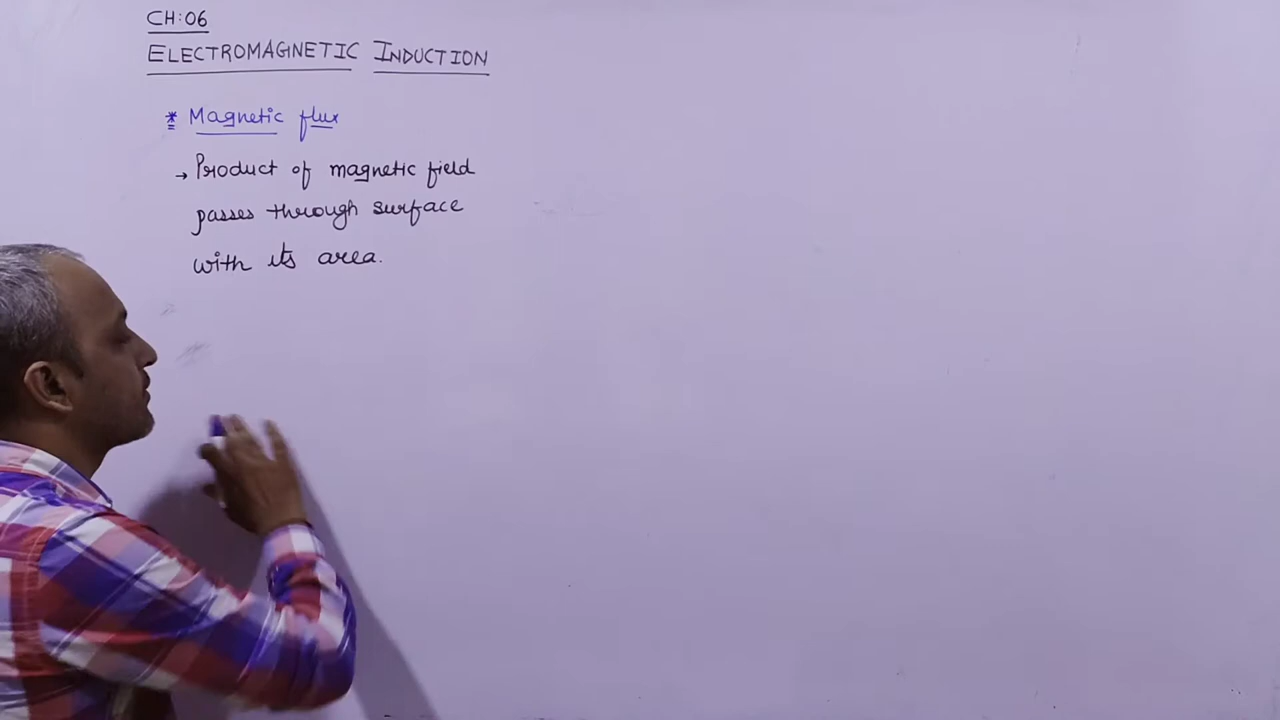 CH:06
ELECTROMAGNETIC INDUCTION
* Magnetic flux
→ Product of magnetic field
passes through surface
with its area.